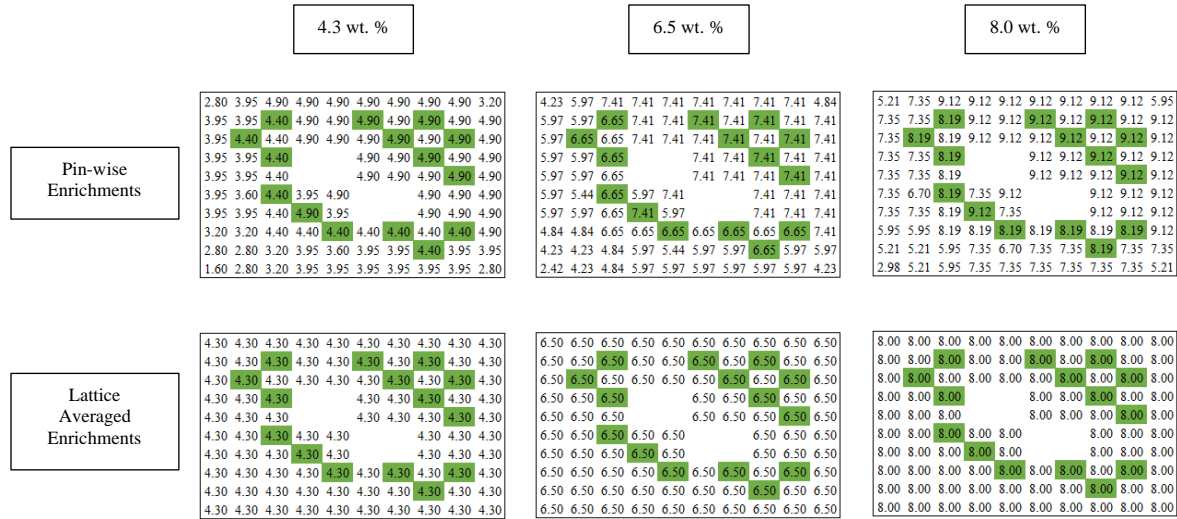 4.3 wt. %
6.5 wt. %
8.0 wt. %
Pin-wise
Enrichments
2.80 3.95 4.90 4.90 4.90 4.90 4.90 4.90 4.90 3.20
3.95 3.95 4.40 4.90 4.90 4.90 4.90 4.90 4.90 4.90
3.95 4.40 4.40 4.90 4.90 4.90 4.90 4.90 4.90 4.90
3.95 3.95 4.40 4.90 4.90 4.90 4.90 4.90
3.95 3.95 4.40 4.90 4.90 4.90 4.90 4.90
3.95 3.60 4.40 3.95 4.90 4.90 4.90 4.90
3.95 3.95 4.40 4.90 3.95 4.90 4.90 4.90
3.20 3.20 4.40 4.40 4.40 4.40 4.40 4.40 4.40 4.90
2.80 2.80 3.20 3.95 3.60 3.95 3.95 4.40 3.95 3.95
1.60 2.80 3.20 3.95 3.95 3.95 3.95 3.95 3.95 2.80
4.23 5.97 7.41 7.41 7.41 7.41 7.41 7.41 7.41 4.84
5.97 5.97 6.65 7.41 7.41 7.41 7.41 7.41 7.41 7.41
5.97 6.65 6.65 7.41 7.41 7.41 7.41 7.41 7.41 7.41
5.97 5.97 6.65 7.41 7.41 7.41 7.41 7.41
5.97 5.97 6.65 7.41 7.41 7.41 7.41 7.41
5.97 5.44 6.65 5.97 7.41 7.41 7.41 7.41
5.97 5.97 6.65 7.41 5.97 7.41 7.41 7.41
4.84 4.84 6.65 6.65 6.65 6.65 6.65 6.65 6.65 7.41
4.23 4.23 4.84 5.97 5.44 5.97 5.97 6.65 5.97 5.97
2.42 4.23 4.84 5.97 5.97 5.97 5.97 5.97 5.97 4.23
5.21 7.35 9.12 9.12 9.12 9.12 9.12 9.12 9.12 5.95
7.35 7.35 8.19 9.12 9.12 9.12 9.12 9.12 9.12 9.12
7.35 8.19 8.19 9.12 9.12 9.12 9.12 9.12 9.12 9.12
7.35 7.35 8.19 9.12 9.12 9.12 9.12 9.12
7.35 7.35 8.19 9.12 9.12 9.12 9.12 9.12
7.35 6.70 8.19 7.35 9.12 9.12 9.12 9.12
7.35 7.35 8.19 9.12 7.35 9.12 9.12 9.12
5.95 5.95 8.19 8.19 8.19 8.19 8.19 8.19 8.19 9.12
5.21 5.21 5.95 7.35 6.70 7.35 7.35 8.19 7.35 7.35
2.98 5.21 5.95 7.35 7.35 7.35 7.35 7.35 7.35 5.21
Lattice
Averaged
Enrichments
4.30 4.30 4.30 4.30 4.30 4.30 4.30 4.30 4.30 4.30
4.30 4.30 4.30 4.30 4.30 4.30 4.30 4.30 4.30 4.30
4.30 4.30 4.30 4.30 4.30 4.30 4.30 4.30 4.30 4.30
4.30 4.30 4.30 4.30 4.30 4.30 4.30 4.30
4.30 4.30 4.30 4.30 4.30 4.30 4.30 4.30
4.30 4.30 4.30 4.30 4.30 4.30 4.30 4.30
4.30 4.30 4.30 4.30 4.30 4.30 4.30 4.30
4.30 4.30 4.30 4.30 4.30 4.30 4.30 4.30 4.30 4.30
4.30 4.30 4.30 4.30 4.30 4.30 4.30 4.30 4.30 4.30
4.30 4.30 4.30 4.30 4.30 4.30 4.30 4.30 4.30 4.30
6.50 6.50 6.50 6.50 6.50 6.50 6.50 6.50 6.50 6.50
6.50 6.50 6.50 6.50 6.50 6.50 6.50 6.50 6.50 6.50
6.50 6.50 6.50 6.50 6.50 6.50 6.50 6.50 6.50 6.50
6.50 6.50 6.50 6.50 6.50 6.50 6.50 6.50
6.50 6.50 6.50 6.50 6.50 6.50 6.50 6.50
6.50 6.50 6.50 6.50 6.50 6.50 6.50 6.50
6.50 6.50 6.50 6.50 6.50 6.50 6.50 6.50
6.50 6.50 6.50 6.50 6.50 6.50 6.50 6.50 6.50 6.50
6.50 6.50 6.50 6.50 6.50 6.50 6.50 6.50 6.50 6.50
6.50 6.50 6.50 6.50 6.50 6.50 6.50 6.50 6.50 6.50
8.00 8.00 8.00 8.00 8.00 8.00 8.00 8.00 8.00 8.00
8.00 8.00 8.00 8.00 8.00 8.00 8.00 8.00 8.00 8.00
8.00 8.00 8.00 8.00 8.00 8.00 8.00 8.00 8.00 8.00
8.00 8.00 8.00 8.00 8.00 8.00 8.00 8.00
8.00 8.00 8.00 8.00 8.00 8.00 8.00 8.00
8.00 8.00 8.00 8.00 8.00 8.00 8.00 8.00
8.00 8.00 8.00 8.00 8.00 8.00 8.00 8.00
8.00 8.00 8.00 8.00 8.00 8.00 8.00 8.00 8.00 8.00
8.00 8.00 8.00 8.00 8.00 8.00 8.00 8.00 8.00 8.00
8.00 8.00 8.00 8.00 8.00 8.00 8.00 8.00 8.00 8.00